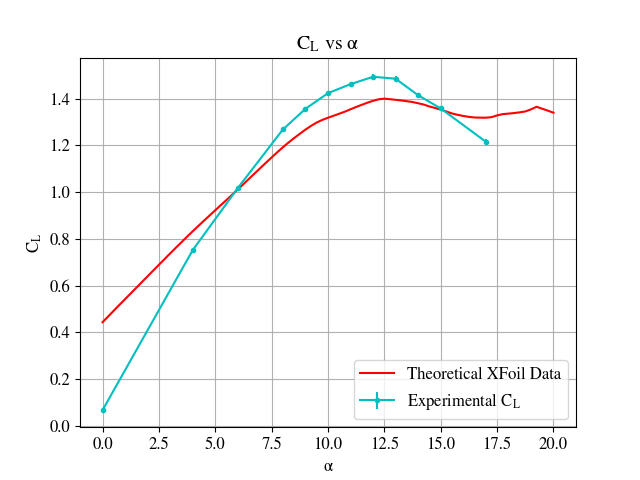 C_L vs α
C_L
1.4
1.2
1.0
0.8
0.6
0.4
0.2
0.0
Theoretical XFoil Data
Experimental C_L
0.0 2.5 5.0 7.5 10.0 12.5 15.0 17.5 20.0
α